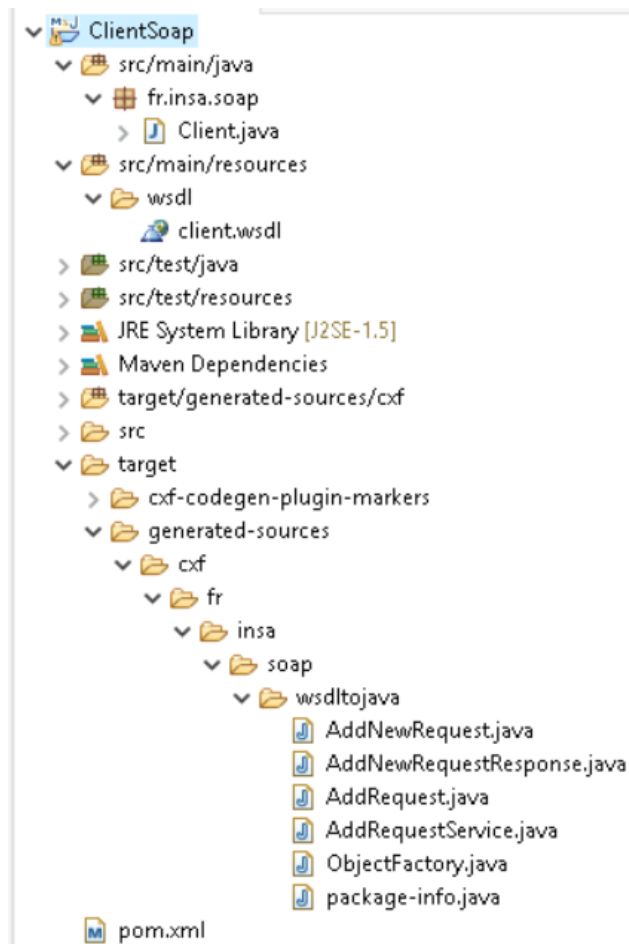 ClientSoap
src/main/java
fr.insa.soap
Client.java
src/main/resources
wsdl
client.wsdl
src/test/java
src/test/resources
JRE System Library [J2SE-1.5]
Maven Dependencies
target/generated-sources/cxf
src
target
cxf-codegen-plugin-markers
generated-sources
cxf
fr
insa
soap
wsdltojava
AddNewRequest.java
AddNewRequestResponse.java
AddRequest.java
AddRequestService.java
ObjectFactory.java
package-info.java
pom.xml